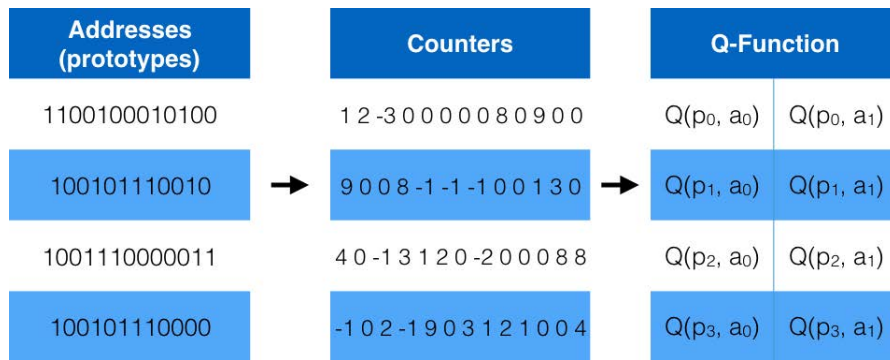 Addresses
(prototypes)
Counters
Q-Function
1100100010100
1 2 -3 0 0 0 0 0 8 0 9 0 0
Q(p₀, a₀)
Q(p₀, a₁)
100101110010
9 0 0 8 -1 -1 -1 0 0 1 3 0
Q(p₁, a₀)
Q(p₁, a₁)
1001110000011
4 0 -1 3 1 2 0 -2 0 0 0 8 8
Q(p₂, a₀)
Q(p₂, a₁)
100101110000
-1 0 2 -1 9 0 3 1 2 1 0 0 4
Q(p₃, a₀)
Q(p₃, a₁)